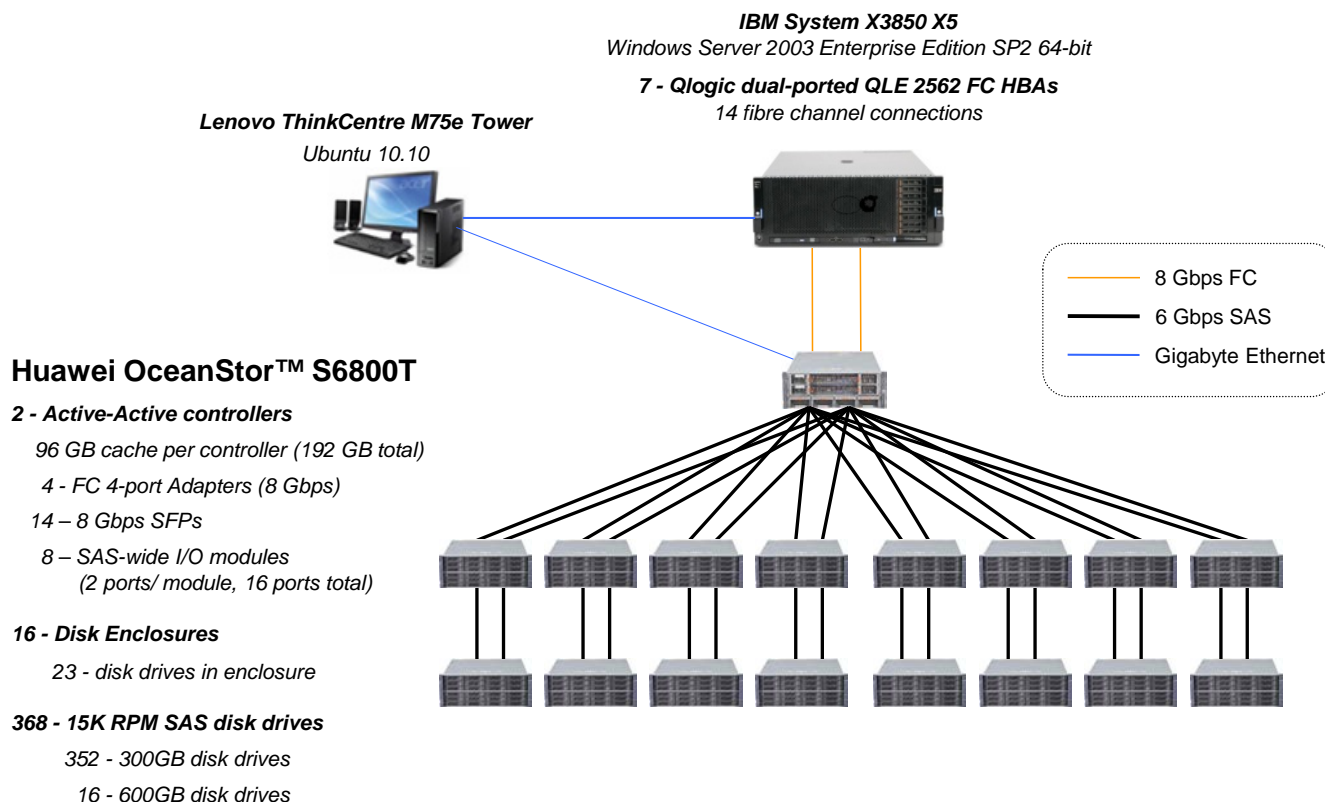 IBM System X3850 X5
Windows Server 2003 Enterprise Edition SP2 64-bit
7 - Qlogic dual-ported QLE 2562 FC HBAs
14 fibre channel connections
Lenovo ThinkCentre M75e Tower
Ubuntu 10.10
8 Gbps FC
6 Gbps SAS
Gigabyte Ethernet
Huawei OceanStor™ S6800T
2 - Active-Active controllers
96 GB cache per controller (192 GB total)
4 - FC 4-port Adapters (8 Gbps)
14 – 8 Gbps SFPs
8 – SAS-wide I/O modules
(2 ports/ module, 16 ports total)
16 - Disk Enclosures
23 - disk drives in enclosure
368 - 15K RPM SAS disk drives
352 - 300GB disk drives
16 - 600GB disk drives